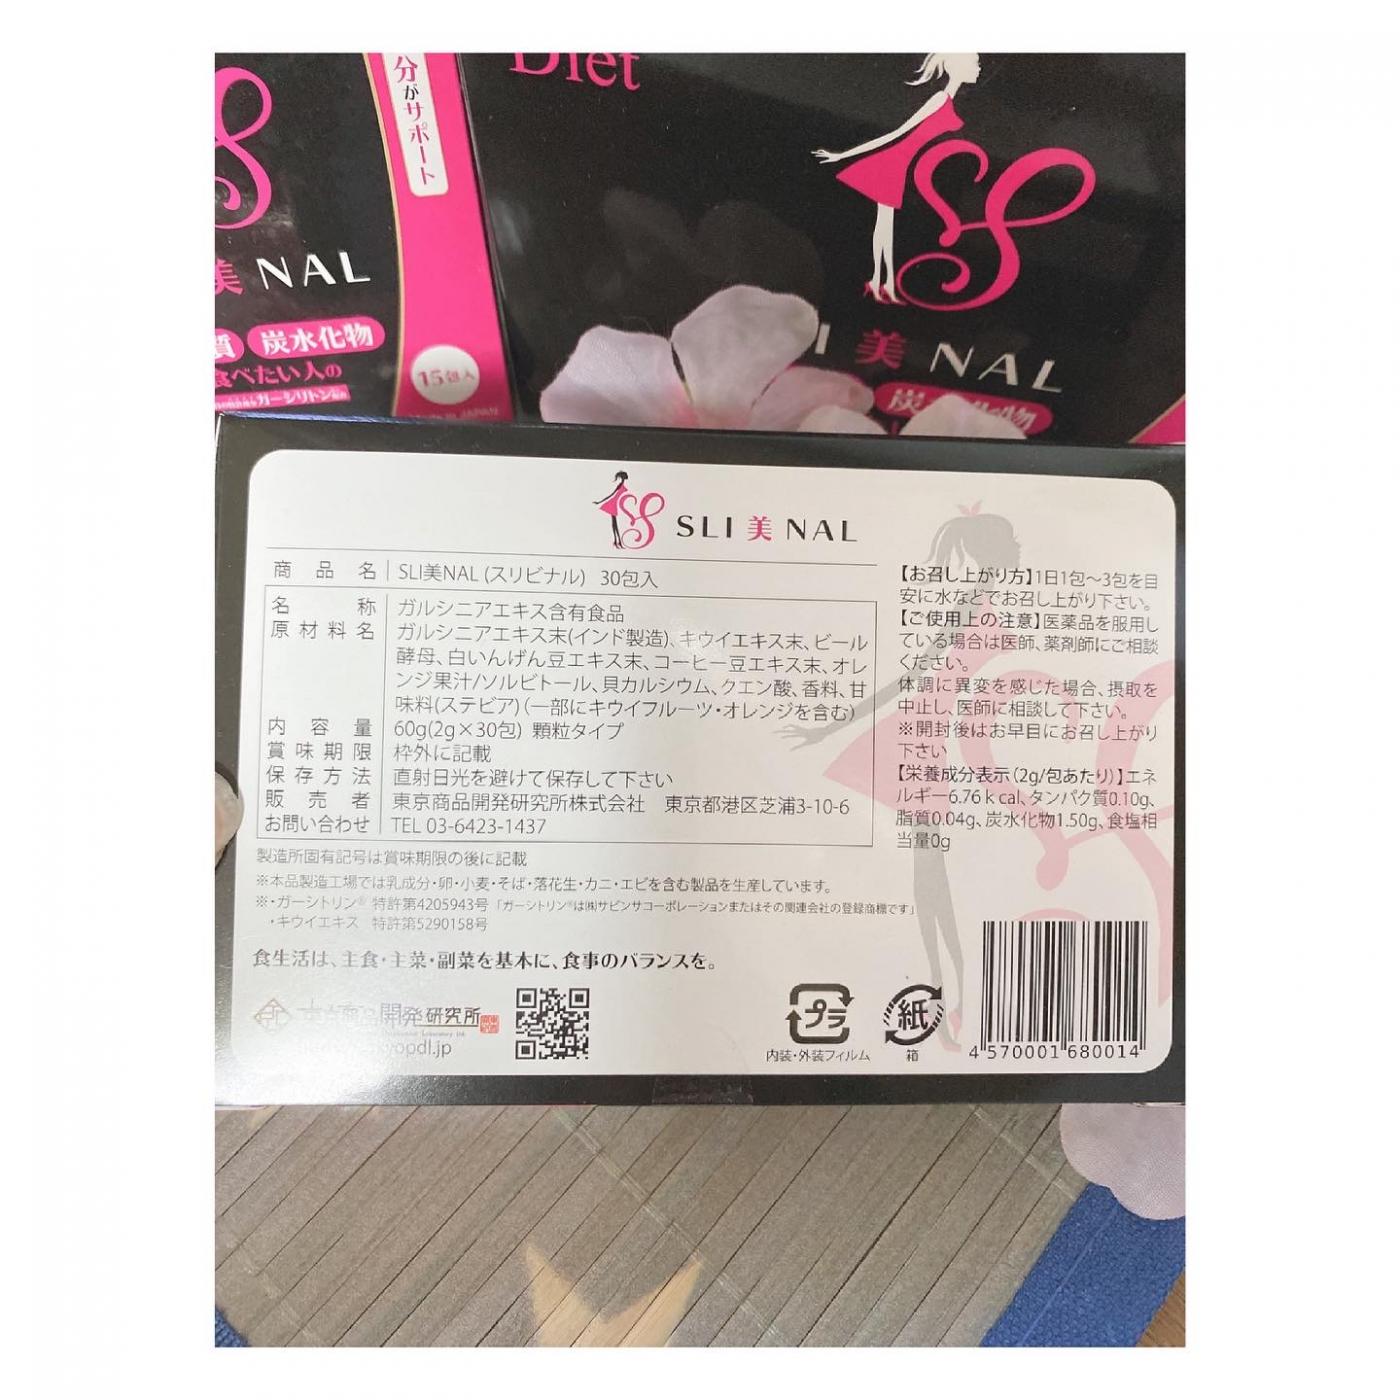 Diet
分がサポート
美 NAL
質 炭水化物
食べたい人の
ガーシトリン配合
15包入
美 NAL
SLI美NAL
商品名 SLI美NAL (スリビナル) 30包入
名称 ガルシニアエキス含有食品
原材料名 ガルシニアエキス末(インド製造)、キウイエキス末、ビール
酵母、白いんげん豆エキス末、コーヒー豆エキス末、オレ
ンジ果汁/ソルビトール、貝カルシウム、クエン酸、香料、甘
味料(ステビア)(一部にキウイフルーツ・オレンジを含む)
内容量 60g(2g×30包) 顆粒タイプ
賞味期限 枠外に記載
保存方法 直射日光を避けて保存して下さい
販売者 東京商品開発研究所株式会社 東京都港区芝浦3-10-6
お問い合わせ TEL 03-6423-1437
製造所固有記号は賞味期限の後に記載
※本品製造工場では乳成分・卵・小麦・そば・落花生・カニ・エビを含む製品を生産しています。
※・ガーシトリン® 特許第4205943号 「ガーシトリン®は㈱サビンサコーポレーションまたはその関連会社の登録商標です」
・キウイエキス 特許第5290158号
食生活は、主食・主菜・副菜を基本に、食事のバランスを。
【お召し上がり方】1日1包〜3包を目
安に水などでお召し上がり下さい。
【ご使用上の注意】医薬品を服用し
ている場合は医師、薬剤師にご相談
ください。
体調に異変を感じた場合、摂取を
中止し、医師に相談して下さい。
※開封後はお早目にお召し上がり
下さい
【栄養成分表示(2g/包あたり)】エネ
ルギー6.76kcal、タンパク質0.10g、
脂質0.04g、炭水化物1.50g、食塩相
当量0g
開発研究所
opdl.jp
プラ
内装・外装フィルム
紙
箱
4 570001 680014